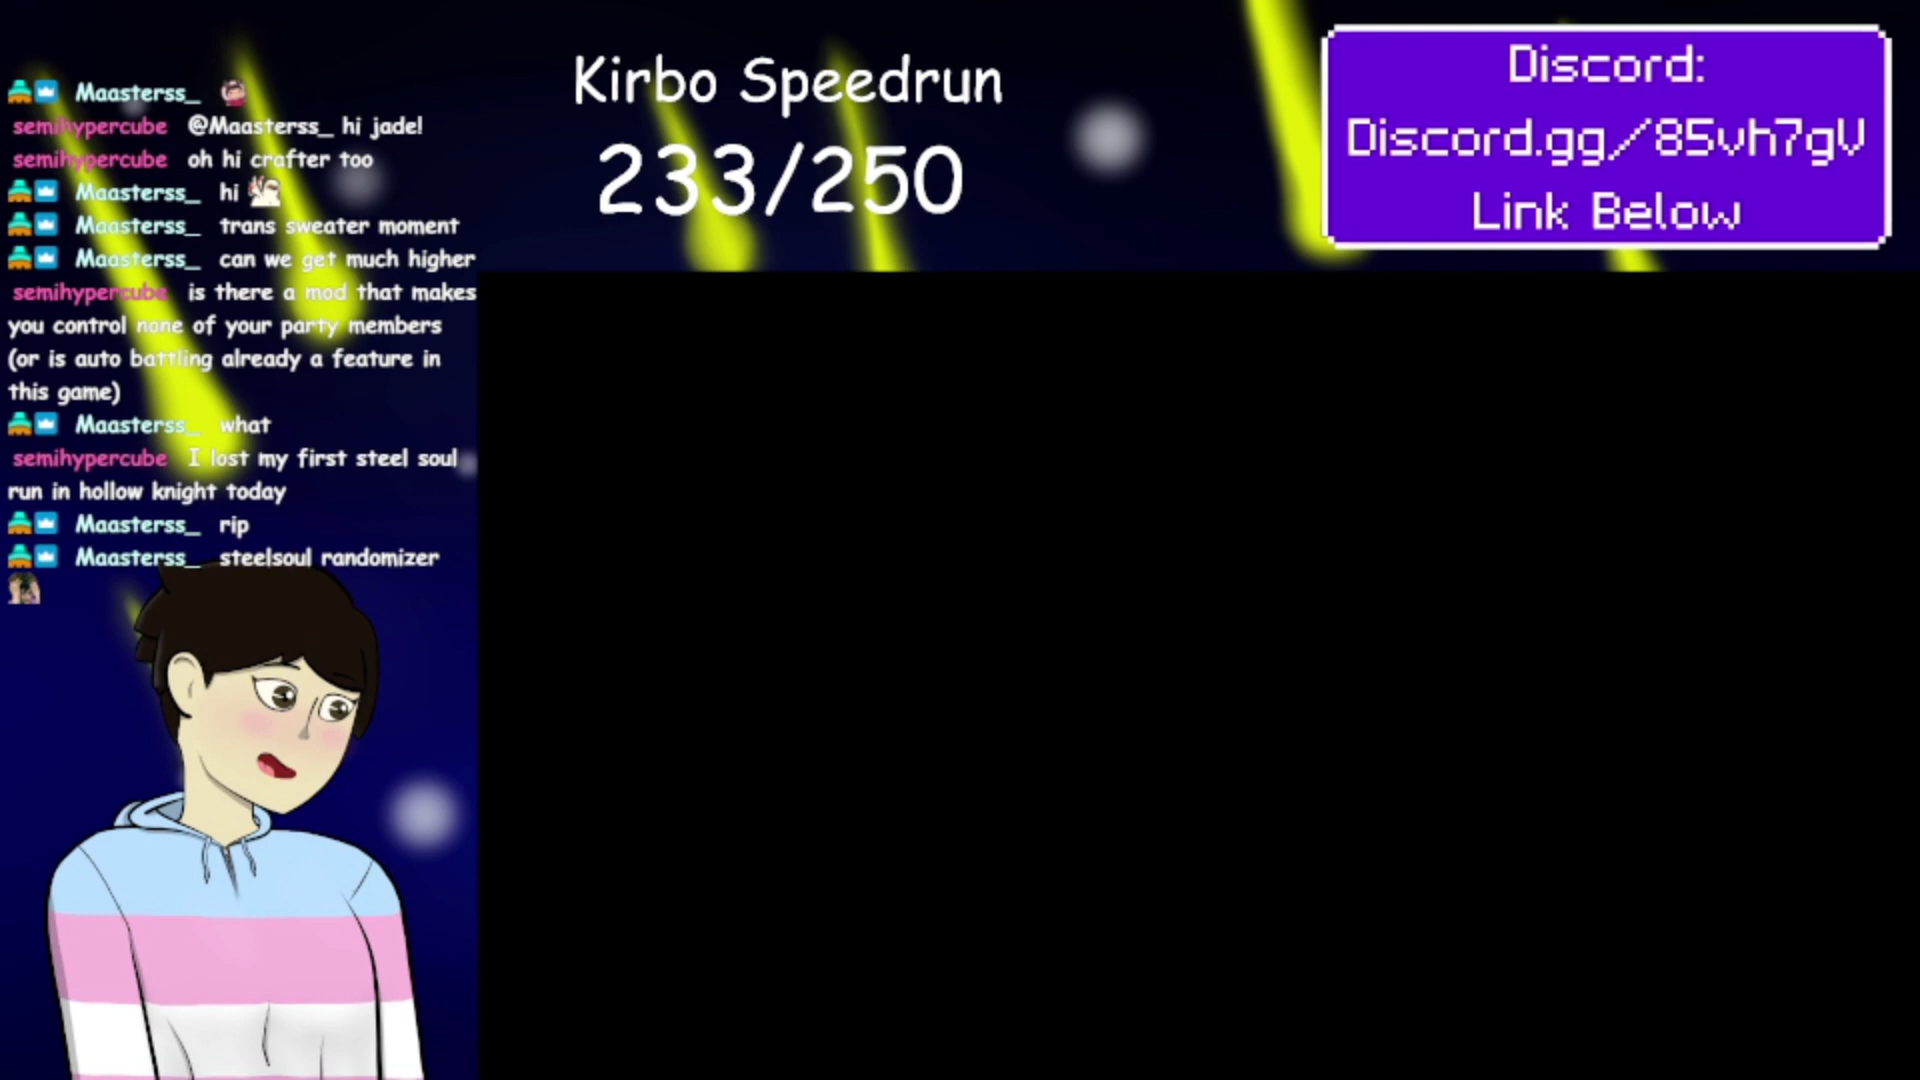 Maasterss_
semihypercube @Maasterss_ hi jade!
semihypercube oh hi crafter too
Maasterss_ hi
Maasterss_ trans sweater moment
Maasterss_ can we get much higher
semihypercube is there a mod that makes
you control none of your party members
(or is auto battling already a feature in
this game)
Maasterss_ what
semihypercube I lost my first steel soul
run in hollow knight today
Maasterss_ rip
Maasterss_ steelsoul randomizer
Kirbo Speedrun
233/250
Discord:
Discord.gg/85vh7gV
Link Below